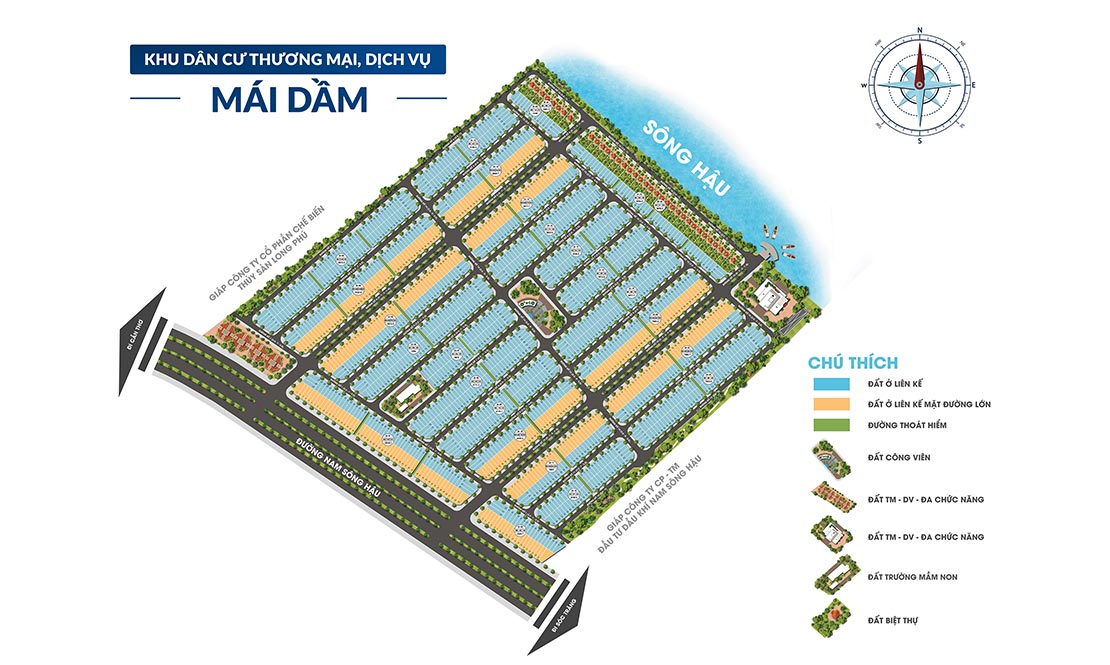 KHU DÂN CƯ THƯƠNG MẠI, DỊCH VỤ
MÁI DẦM
N
E
S
W
SÔNG HẬU
GIÁP CÔNG TY CỔ PHẦN CHẾ BIẾN
THỦY SẢN LONG PHÚ
ĐI CẦN THƠ
ĐƯỜNG NAM SÔNG HẬU
GIÁP CÔNG TY CP - TM
ĐẦU TƯ DẦU KHÍ NAM SÔNG HẬU
ĐI SÓC TRĂNG
CHÚ THÍCH
ĐẤT Ở LIÊN KẾ
ĐẤT Ở LIÊN KẾ MẶT ĐƯỜNG LỚN
ĐƯỜNG THOÁT HIỂM
ĐẤT CÔNG VIÊN
ĐẤT TM - DV - ĐA CHỨC NĂNG
ĐẤT TM - DV - ĐA CHỨC NĂNG
ĐẤT TRƯỜNG MẦM NON
ĐẤT BIỆT THỰ